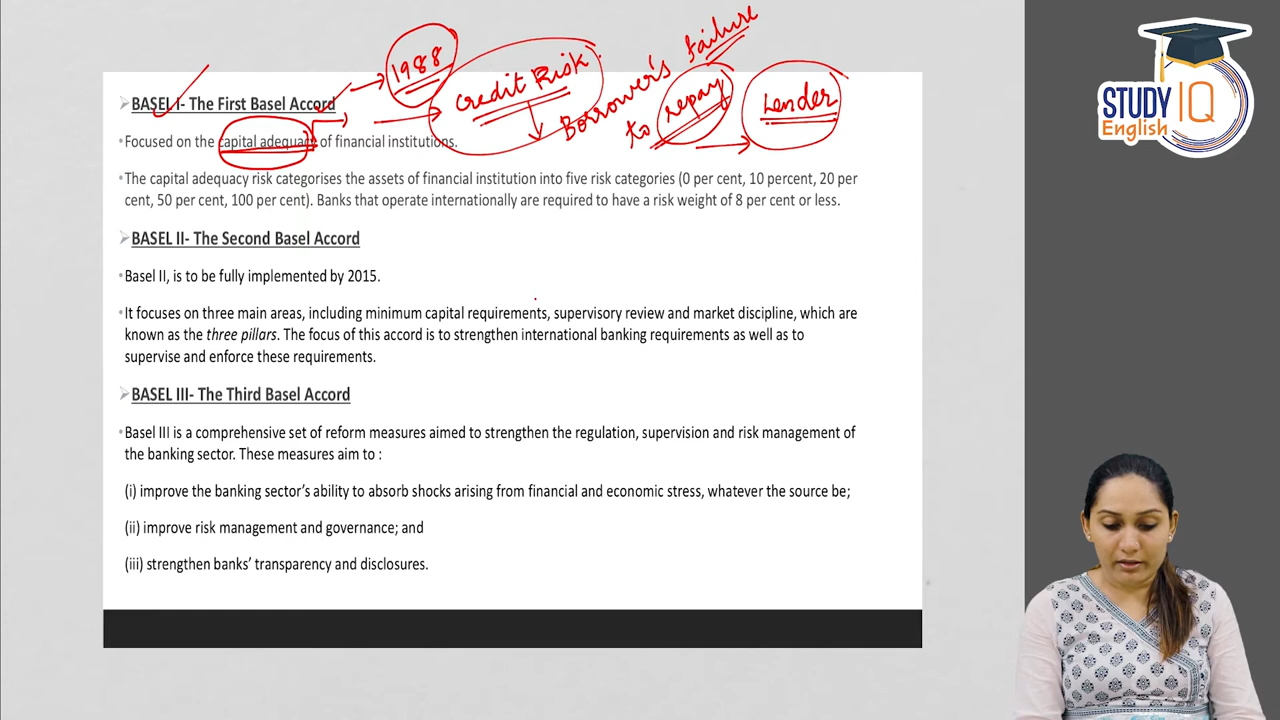 1988
Credit Risk
Borrower's failure
to repay
Lender
STUDY IQ
English
BASEL I- The First Basel Accord
Focused on the capital adequacy of financial institutions.
The capital adequacy risk categorises the assets of financial institution into five risk categories (0 per cent, 10 percent, 20 per
cent, 50 per cent, 100 per cent). Banks that operate internationally are required to have a risk weight of 8 per cent or less.
BASEL II- The Second Basel Accord
Basel II, is to be fully implemented by 2015.
It focuses on three main areas, including minimum capital requirements, supervisory review and market discipline, which are
known as the three pillars. The focus of this accord is to strengthen international banking requirements as well as to
supervise and enforce these requirements.
BASEL III- The Third Basel Accord
Basel III is a comprehensive set of reform measures aimed to strengthen the regulation, supervision and risk management of
the banking sector. These measures aim to :
(i) improve the banking sector's ability to absorb shocks arising from financial and economic stress, whatever the source be;
(ii) improve risk management and governance; and
(iii) strengthen banks' transparency and disclosures.